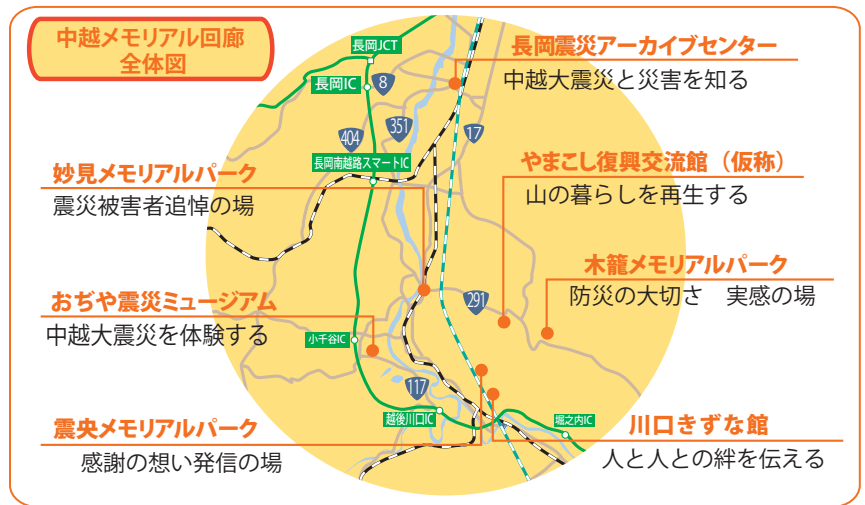 中越メモリアル回廊
全体図
長岡JCT
長岡IC
8
404
351
17
長岡南越路スマートIC
長岡震災アーカイブセンター
中越大震災と災害を知る
妙見メモリアルパーク
震災被害者追悼の場
やまこし復興交流館（仮称）
山の暮らしを再生する
おぢや震災ミュージアム
中越大震災を体験する
木籠メモリアルパーク
防災の大切さ　実感の場
291
小千谷IC
117
越後川口IC
堀之内IC
震央メモリアルパーク
感謝の想い発信の場
川口きずな館
人と人との絆を伝える